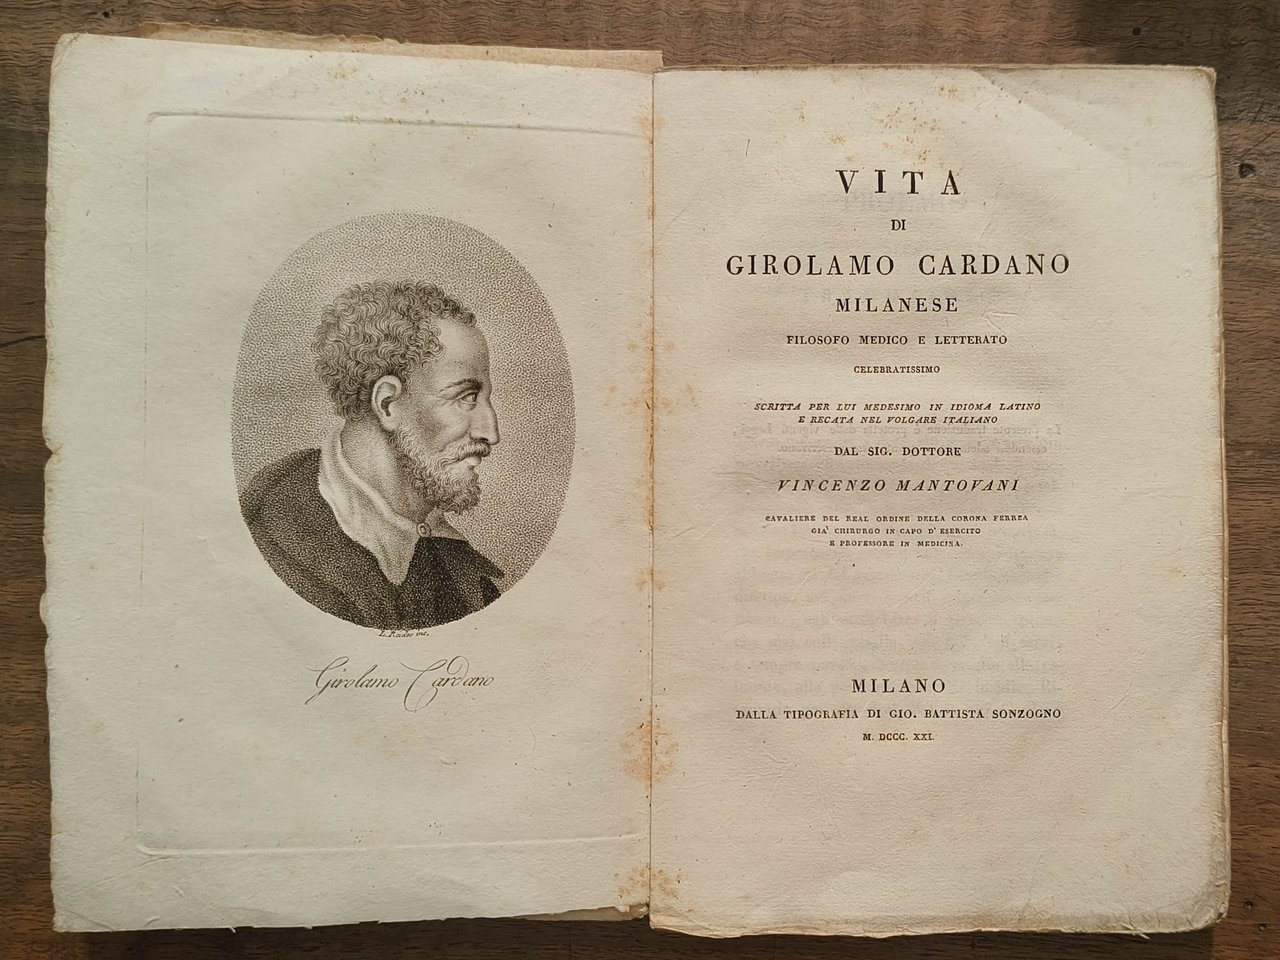 L. Rados inc.
Girolamo Cardano
VITA
DI
GIROLAMO CARDANO
MILANESE
FILOSOFO MEDICO E LETTERATO
CELEBRATISSIMO
SCRITTA PER LUI MEDESIMO IN IDIOMA LATINO
E RECATA NEL VOLGARE ITALIANO
DAL SIG. DOTTORE
VINCENZO MANTOVANI
CAVALIERE DEL REAL ORDINE DELLA CORONA FERREA
GIA' CHIRURGO IN CAPO D'ESERCITO
E PROFESSORE IN MEDICINA.
MILANO
DALLA TIPOGRAFIA DI GIO. BATTISTA SONZOGNO
M. DCCC. XXI.